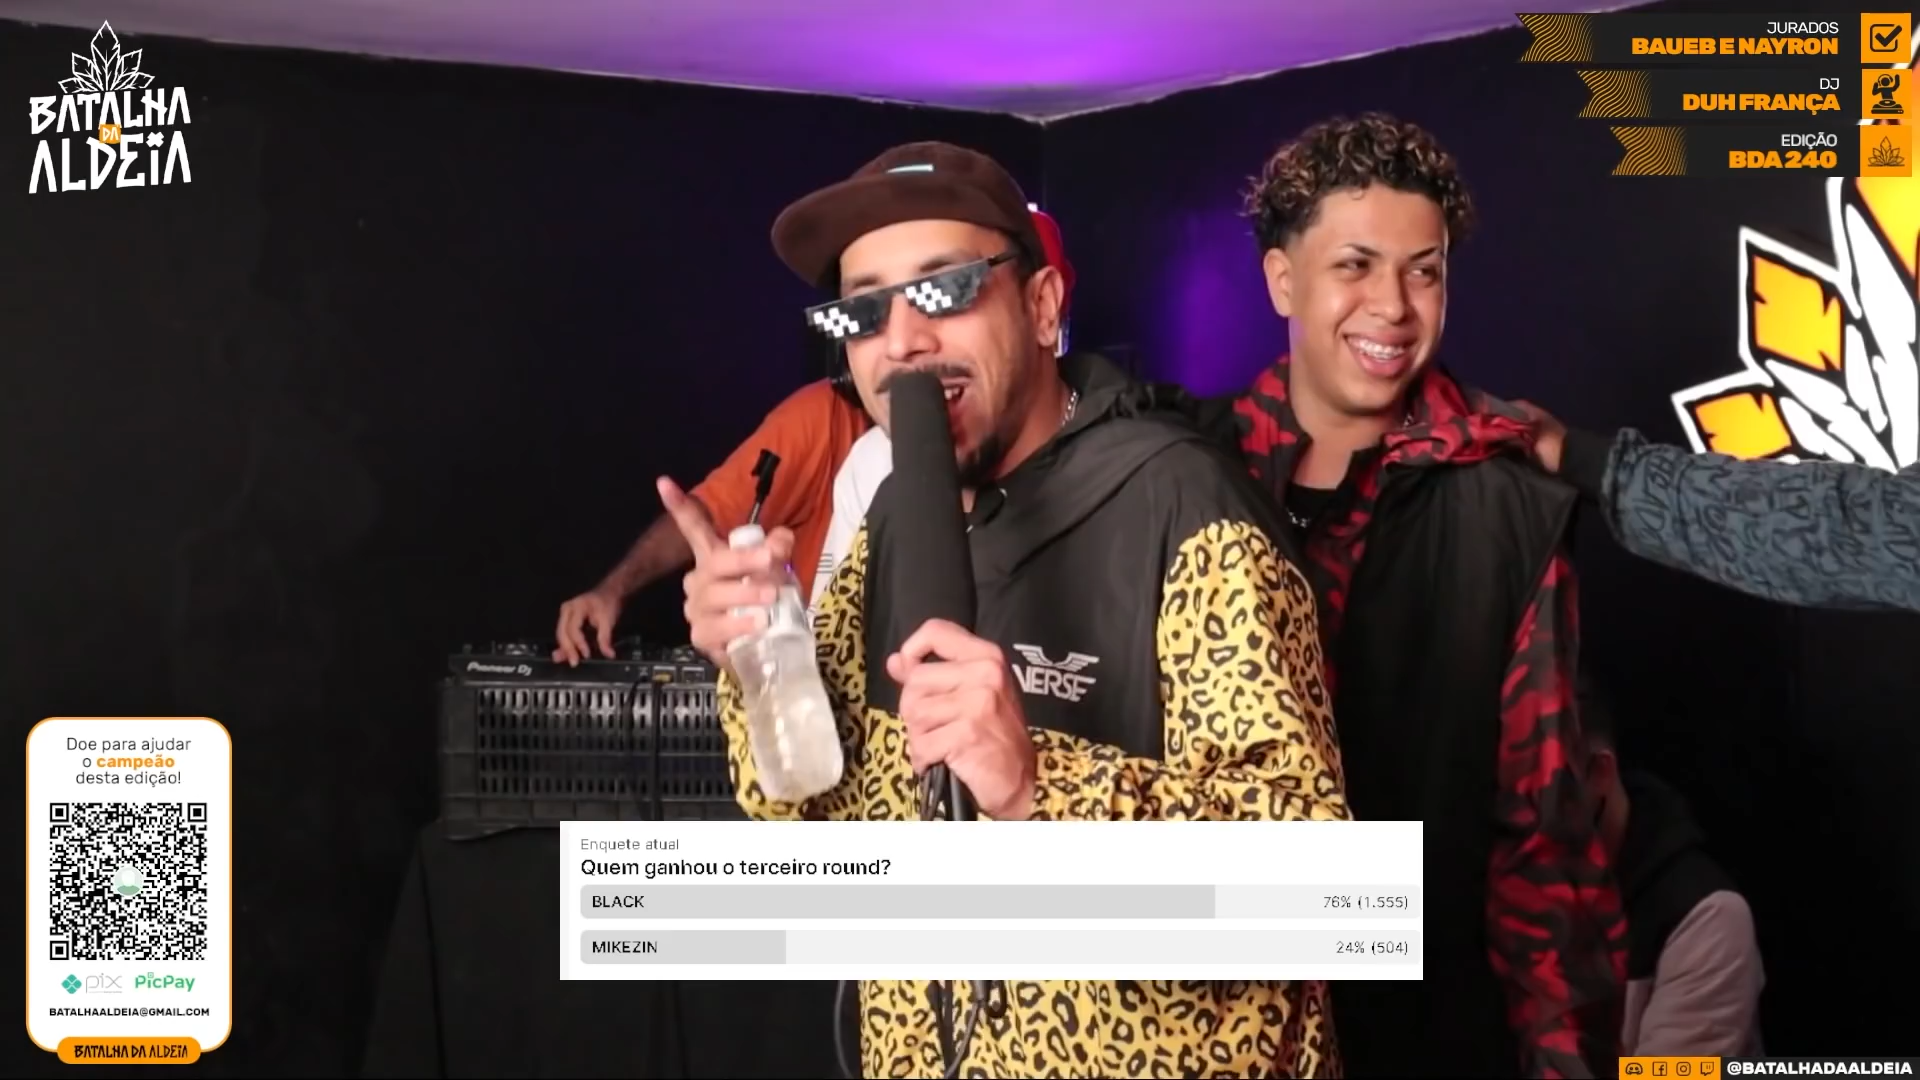 BATALHA
DA
ALDEIA
JURADOS
BAUEB E NAYRON
DJ
DUH FRANÇA
EDIÇÃO
BDA 240
Pioneer Dj
VERSE
Doe para ajudar
o campeão
desta edição!
pix PicPay
BATALHAALDEIA@GMAIL.COM
BATALHA DA ALDEIA
Enquete atual
Quem ganhou o terceiro round?
BLACK 76% (1.555)
MIKEZIN 24% (504)
@BATALHADAALDEIA